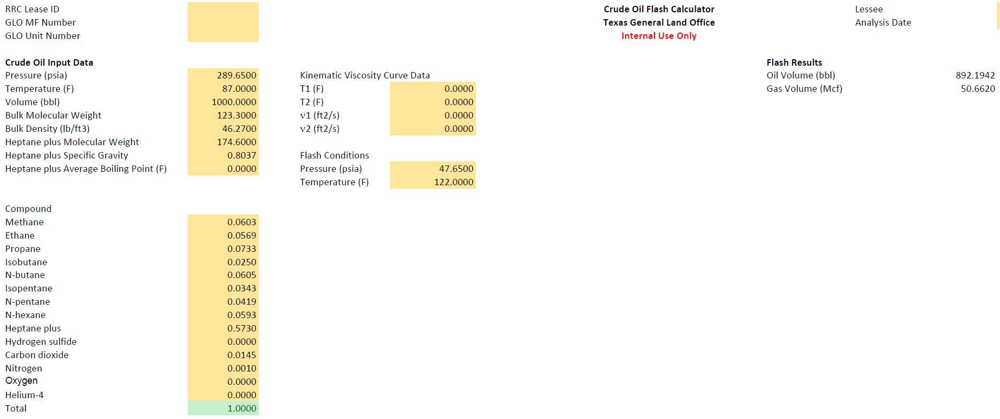 RRC Lease ID Crude Oil Flash Calculator Lessee
GLO MF Number Texas General Land Office Analysis Date
GLO Unit Number Internal Use Only
Crude Oil Input Data Flash Results
Pressure (psia) 289.6500 Kinematic Viscosity Curve Data Oil Volume (bbl) 892.1942
Temperature (F) 87.0000 T1 (F) 0.0000 Gas Volume (Mcf) 50.6620
Volume (bbl) 1000.0000 T2 (F) 0.0000
Bulk Molecular Weight 123.3000 ν1 (ft2/s) 0.0000
Bulk Density (lb/ft3) 46.2700 ν2 (ft2/s) 0.0000
Heptane plus Molecular Weight 174.6000
Heptane plus Specific Gravity 0.8037 Flash Conditions
Heptane plus Average Boiling Point (F) 0.0000 Pressure (psia) 47.6500
Temperature (F) 122.0000
Compound
Methane 0.0603
Ethane 0.0569
Propane 0.0733
Isobutane 0.0250
N-butane 0.0605
Isopentane 0.0343
N-pentane 0.0419
N-hexane 0.0593
Heptane plus 0.5730
Hydrogen sulfide 0.0000
Carbon dioxide 0.0145
Nitrogen 0.0010
Oxygen 0.0000
Helium-4 0.0000
Total 1.0000